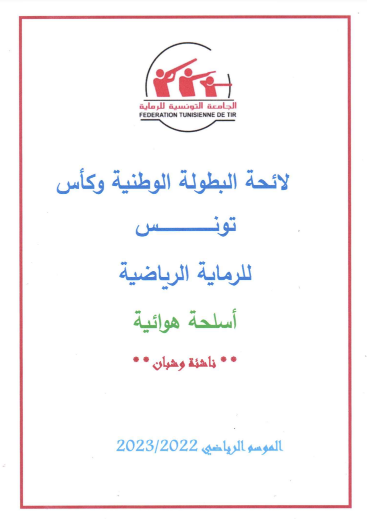 الجامعة التونسية للرماية
FEDERATION TUNISIENNE DE TIR
لائحة البطولة الوطنية وكأس
تونــــــــس
للرماية الرياضية
أسلحة هوائية
** ناشئة وشبان **
الموسم الرياضي 2023/2022